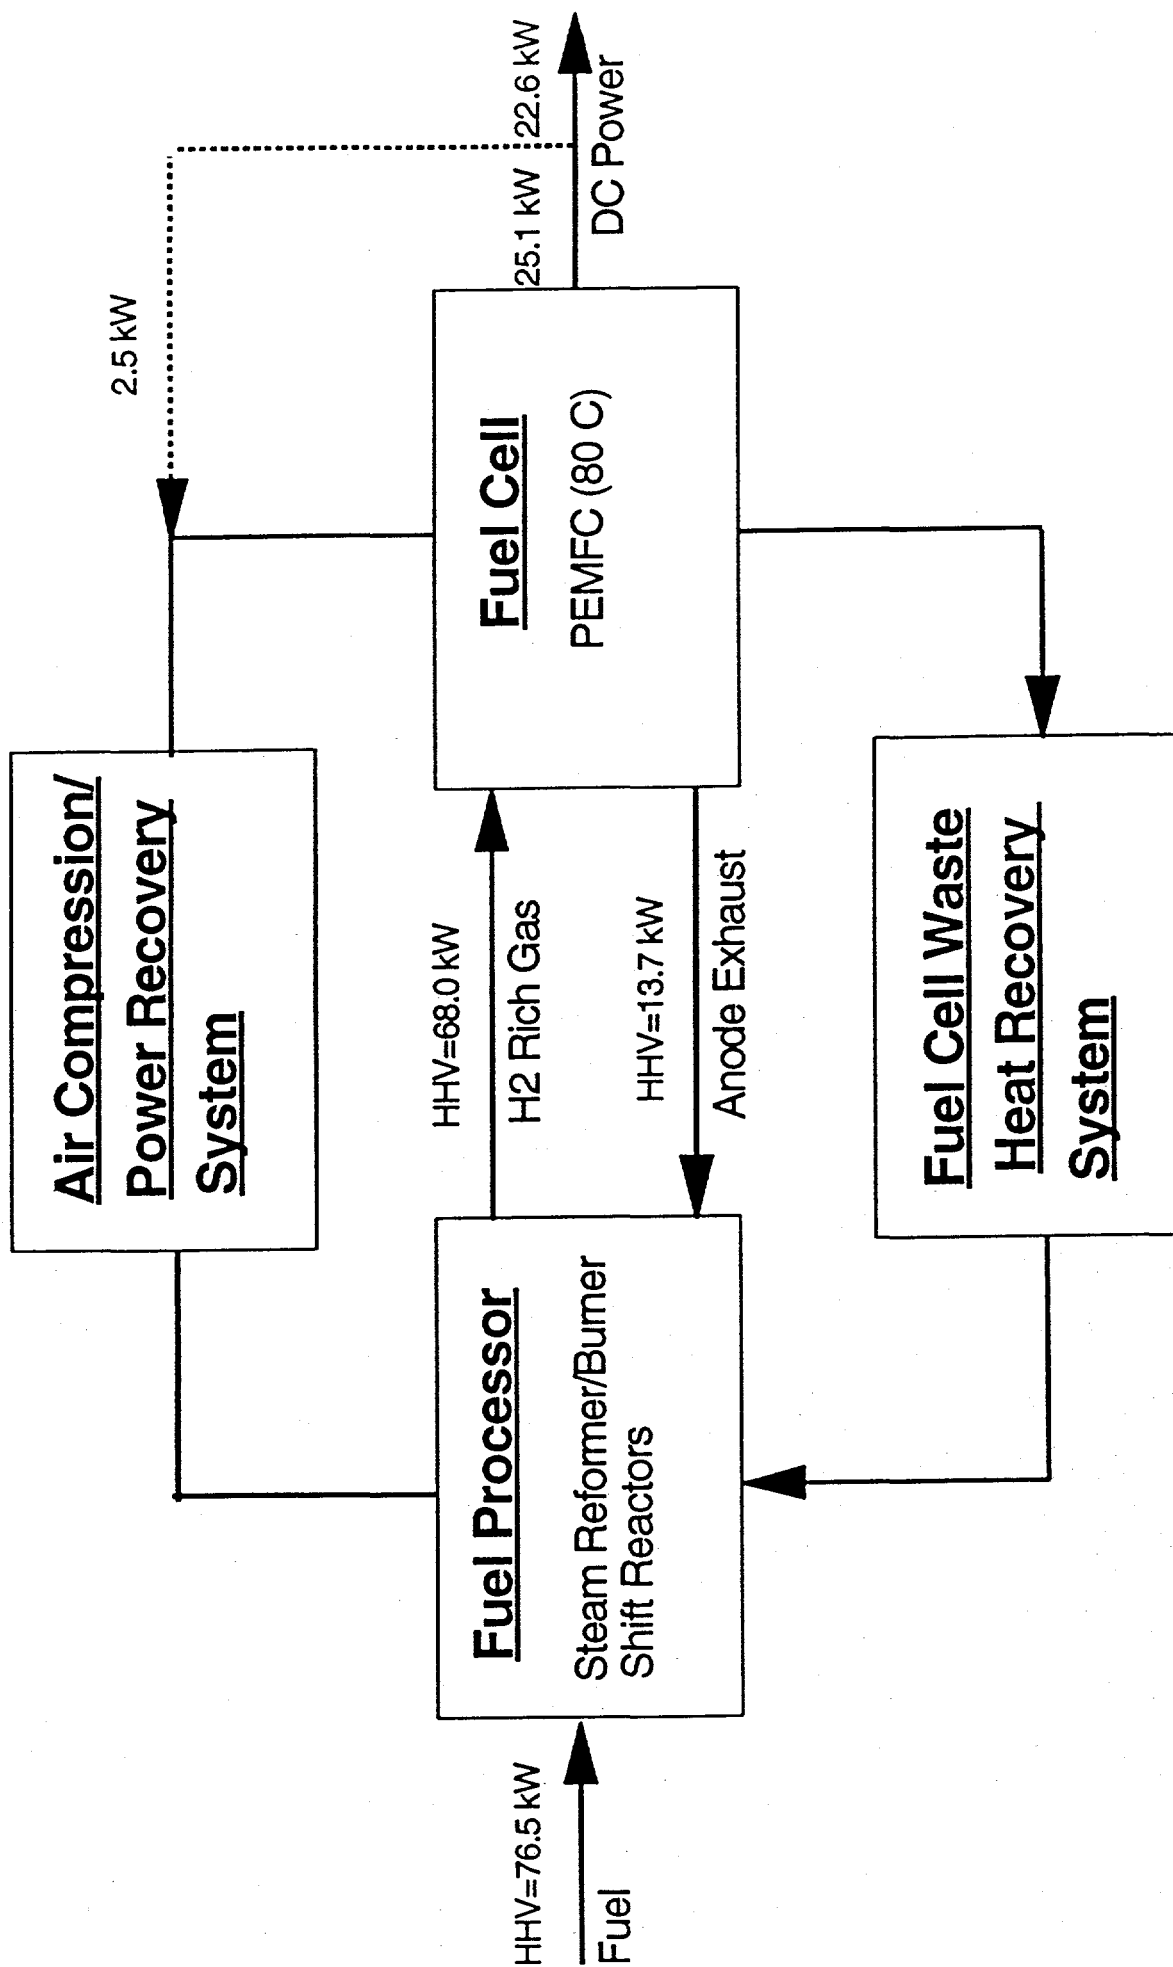 Air Compression/
Power Recovery
System
2.5 kW
HHV=76.5 kW
Fuel
Fuel Processor
Steam Reformer/Burner
Shift Reactors
HHV=68.0 kW
H2 Rich Gas
HHV=13.7 kW
Anode Exhaust
Fuel Cell
PEMFC (80 C)
25.1 kW
22.6 kW
DC Power
Fuel Cell Waste
Heat Recovery
System